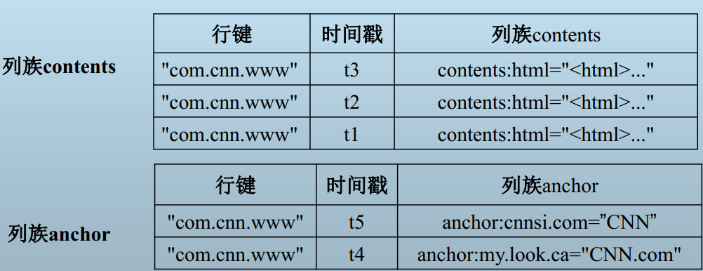 行键 时间戳 列族contents
列族contents
"com.cnn.www" t3 contents:html="<html>..."
"com.cnn.www" t2 contents:html="<html>..."
"com.cnn.www" t1 contents:html="<html>..."
行键 时间戳 列族anchor
列族anchor
"com.cnn.www" t5 anchor:cnnsi.com=”CNN”
"com.cnn.www" t4 anchor:my.look.ca="CNN.com"